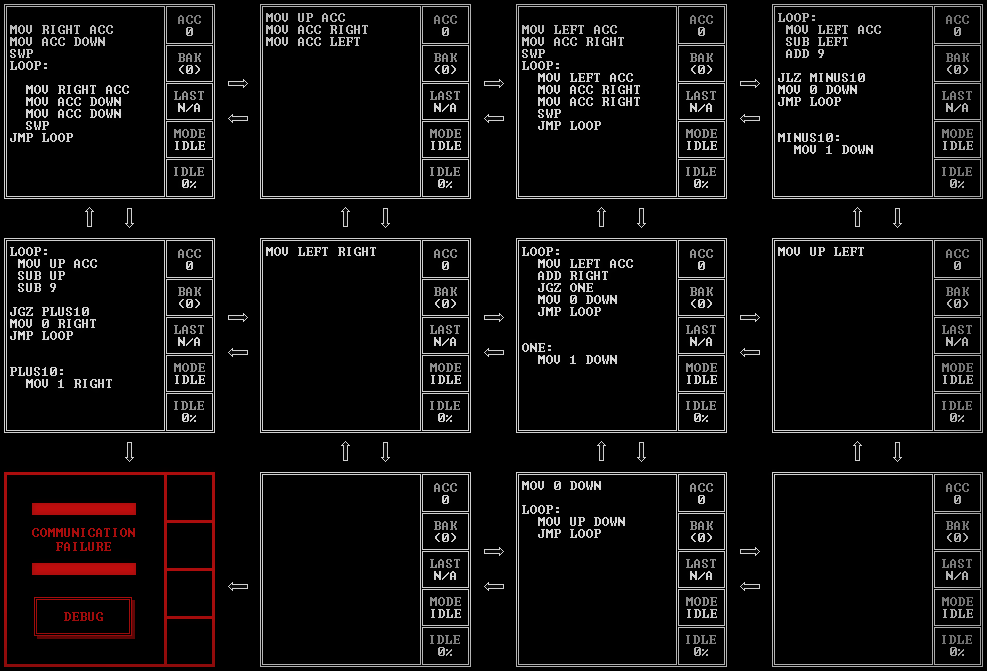 MOV RIGHT ACC
MOV ACC DOWN
SWP
LOOP:
MOV RIGHT ACC
MOV ACC DOWN
MOV ACC DOWN
SWP
JMP LOOP
ACC
0
BAK
(0)
LAST
N/A
MODE
IDLE
IDLE
0%
MOV UP ACC
MOV ACC RIGHT
MOV ACC LEFT
ACC
0
BAK
(0)
LAST
N/A
MODE
IDLE
IDLE
0%
MOV LEFT ACC
MOV ACC RIGHT
SWP
LOOP:
MOV LEFT ACC
MOV ACC RIGHT
MOV ACC RIGHT
SWP
JMP LOOP
ACC
0
BAK
(0)
LAST
N/A
MODE
IDLE
IDLE
0%
LOOP:
MOV LEFT ACC
SUB LEFT
ADD 9
JLZ MINUS10
MOV 0 DOWN
JMP LOOP
MINUS10:
MOV 1 DOWN
ACC
0
BAK
(0)
LAST
N/A
MODE
IDLE
IDLE
0%
LOOP:
MOV UP ACC
SUB UP
SUB 9
JGZ PLUS10
MOV 0 RIGHT
JMP LOOP
PLUS10:
MOV 1 RIGHT
ACC
0
BAK
(0)
LAST
N/A
MODE
IDLE
IDLE
0%
MOV LEFT RIGHT
ACC
0
BAK
(0)
LAST
N/A
MODE
IDLE
IDLE
0%
LOOP:
MOV LEFT ACC
ADD RIGHT
JGZ ONE
MOV 0 DOWN
JMP LOOP
ONE:
MOV 1 DOWN
ACC
0
BAK
(0)
LAST
N/A
MODE
IDLE
IDLE
0%
MOV UP LEFT
ACC
0
BAK
(0)
LAST
N/A
MODE
IDLE
IDLE
0%
COMMUNICATION
FAILURE
DEBUG
ACC
0
BAK
(0)
LAST
N/A
MODE
IDLE
IDLE
0%
MOV 0 DOWN
LOOP:
MOV UP DOWN
JMP LOOP
ACC
0
BAK
(0)
LAST
N/A
MODE
IDLE
IDLE
0%
ACC
0
BAK
(0)
LAST
N/A
MODE
IDLE
IDLE
0%